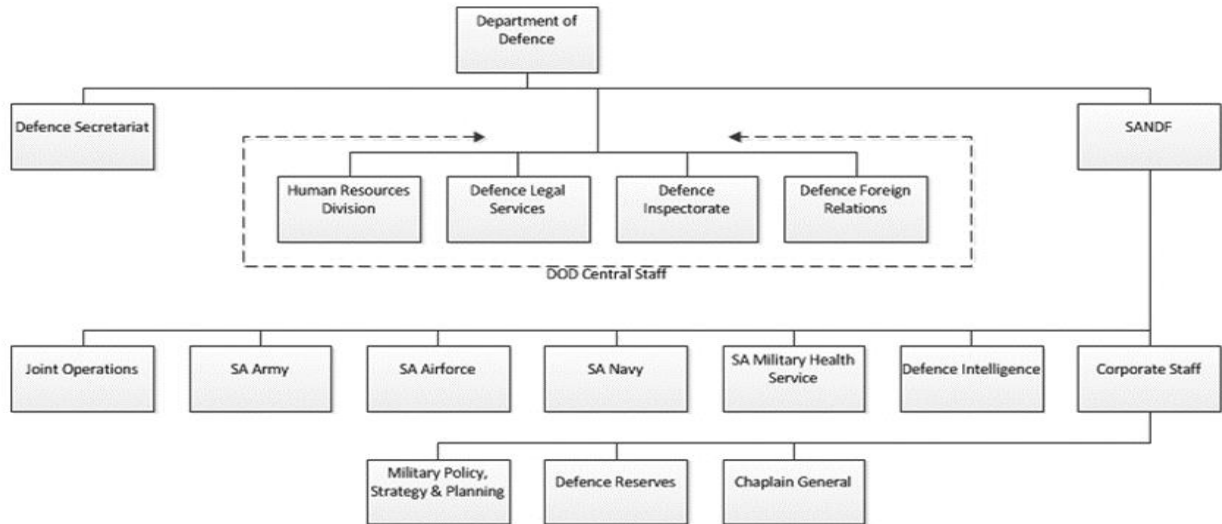 Department of
Defence
Defence Secretariat
SANDF
Human Resources
Division
Defence Legal
Services
Defence
Inspectorate
Defence Foreign
Relations
DOD Central Staff
Joint Operations
SA Army
SA Airforce
SA Navy
SA Military Health
Service
Defence Intelligence
Corporate Staff
Military Policy,
Strategy & Planning
Defence Reserves
Chaplain General